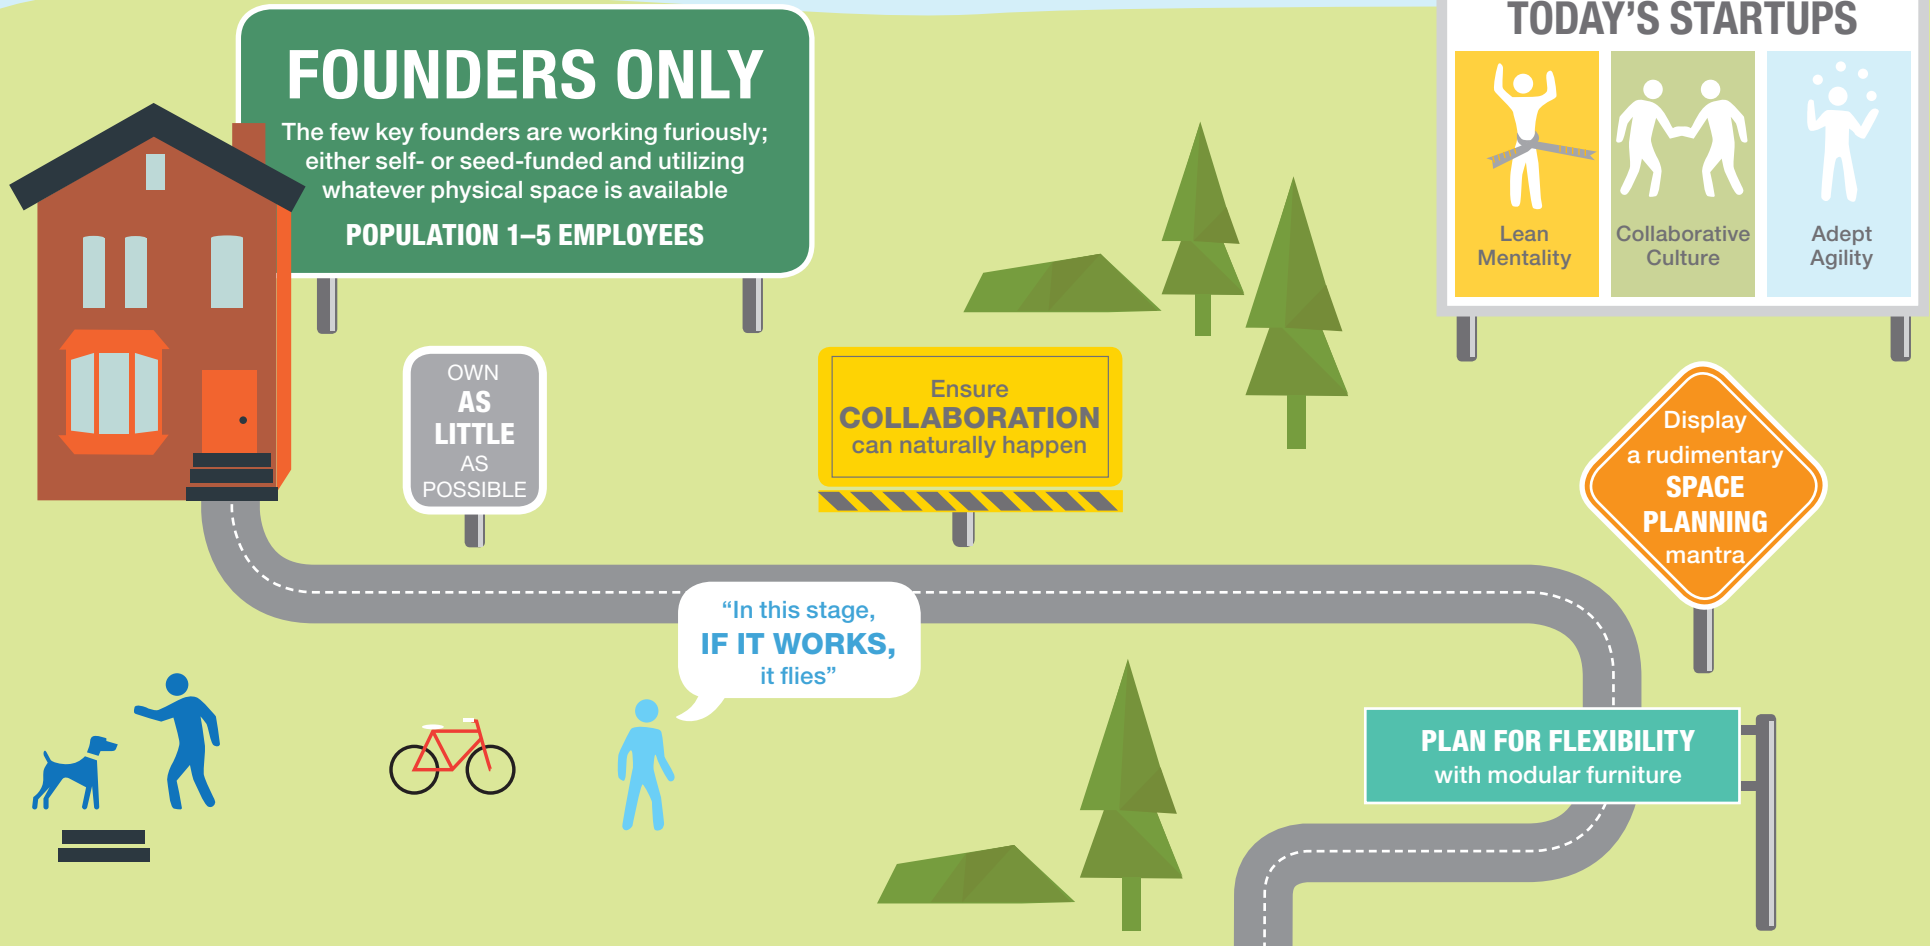 FOUNDERS ONLY
The few key founders are working furiously;
either self- or seed-funded and utilizing
whatever physical space is available
POPULATION 1–5 EMPLOYEES
TODAY'S STARTUPS
Lean
Mentality
Collaborative
Culture
Adept
Agility
OWN
AS
LITTLE
AS
POSSIBLE
Ensure
COLLABORATION
can naturally happen
Display
a rudimentary
SPACE
PLANNING
mantra
“In this stage,
IF IT WORKS,
it flies”
PLAN FOR FLEXIBILITY
with modular furniture